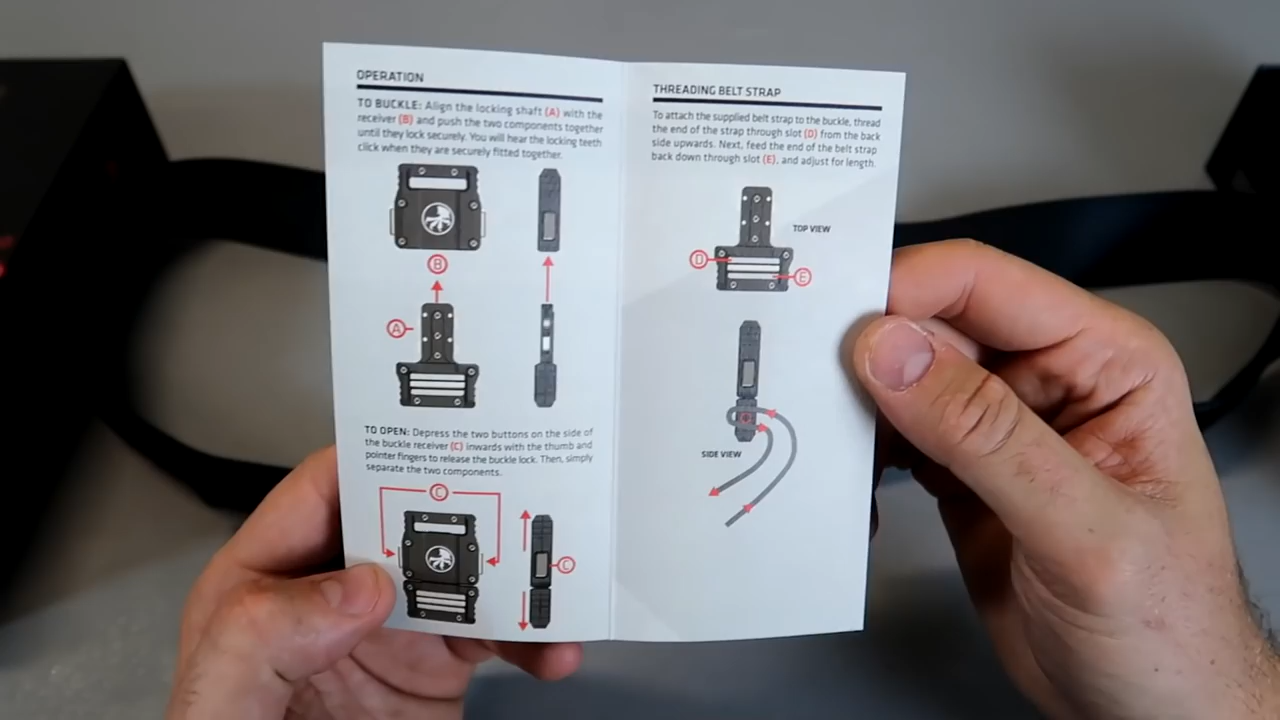 OPERATION
TO BUCKLE: Align the locking shaft (A) with the
receiver (B) and push the two components together
until they lock securely. You will hear the locking teeth
click when they are securely fitted together.
B
A
TO OPEN: Depress the two buttons on the side of
the buckle receiver (C) inwards with the thumb and
pointer fingers to release the buckle lock. Then, simply
separate the two components.
C
C
THREADING BELT STRAP
To attach the supplied belt strap to the buckle, thread
the end of the strap through slot (D) from the back
side upwards. Next, feed the end of the belt strap
back down through slot (E), and adjust for length.
TOP VIEW
D
E
SIDE VIEW